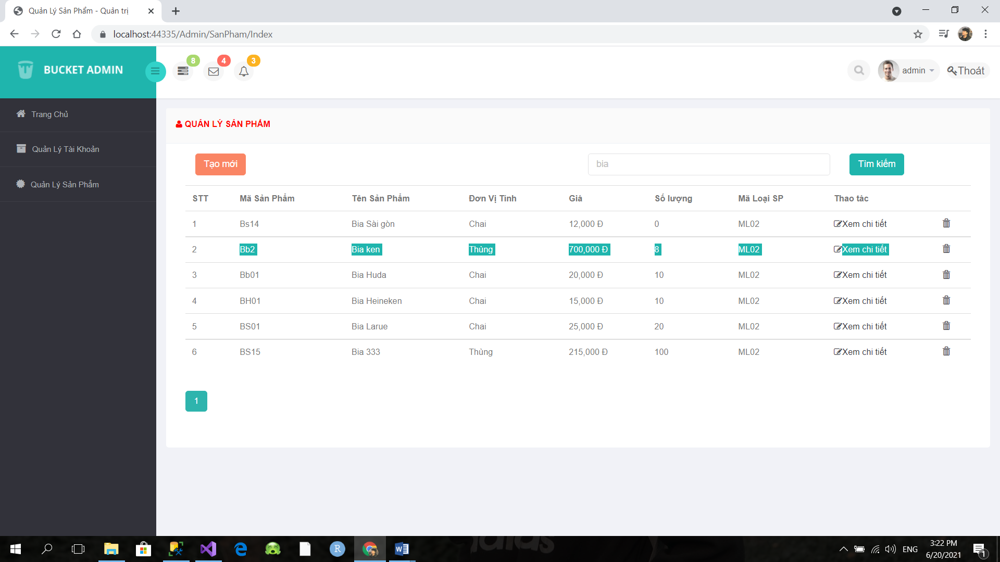 Quản Lý Sản Phẩm - Quản trị
localhost:44335/Admin/SanPham/Index
BUCKET ADMIN
8
4
3
admin
Thoát
Trang Chủ
Quản Lý Tài Khoản
Quản Lý Sản Phẩm
QUẢN LÝ SẢN PHẨM
Tạo mới
bia
Tìm kiếm
STT Mã Sản Phẩm Tên Sản Phẩm Đơn Vị Tính Giá Số lượng Mã Loại SP Thao tác
1 Bs14 Bia Sài gòn Chai 12,000 Đ 0 ML02 Xem chi tiết
2 Bb2 Bia ken Thùng 700,000 Đ 8 ML02 Xem chi tiết
3 Bb01 Bia Huda Chai 20,000 Đ 10 ML02 Xem chi tiết
4 BH01 Bia Heineken Chai 15,000 Đ 10 ML02 Xem chi tiết
5 BS01 Bia Larue Chai 25,000 Đ 20 ML02 Xem chi tiết
6 BS15 Bia 333 Thùng 215,000 Đ 100 ML02 Xem chi tiết
1
R
ENG
3:22 PM
6/20/2021
1